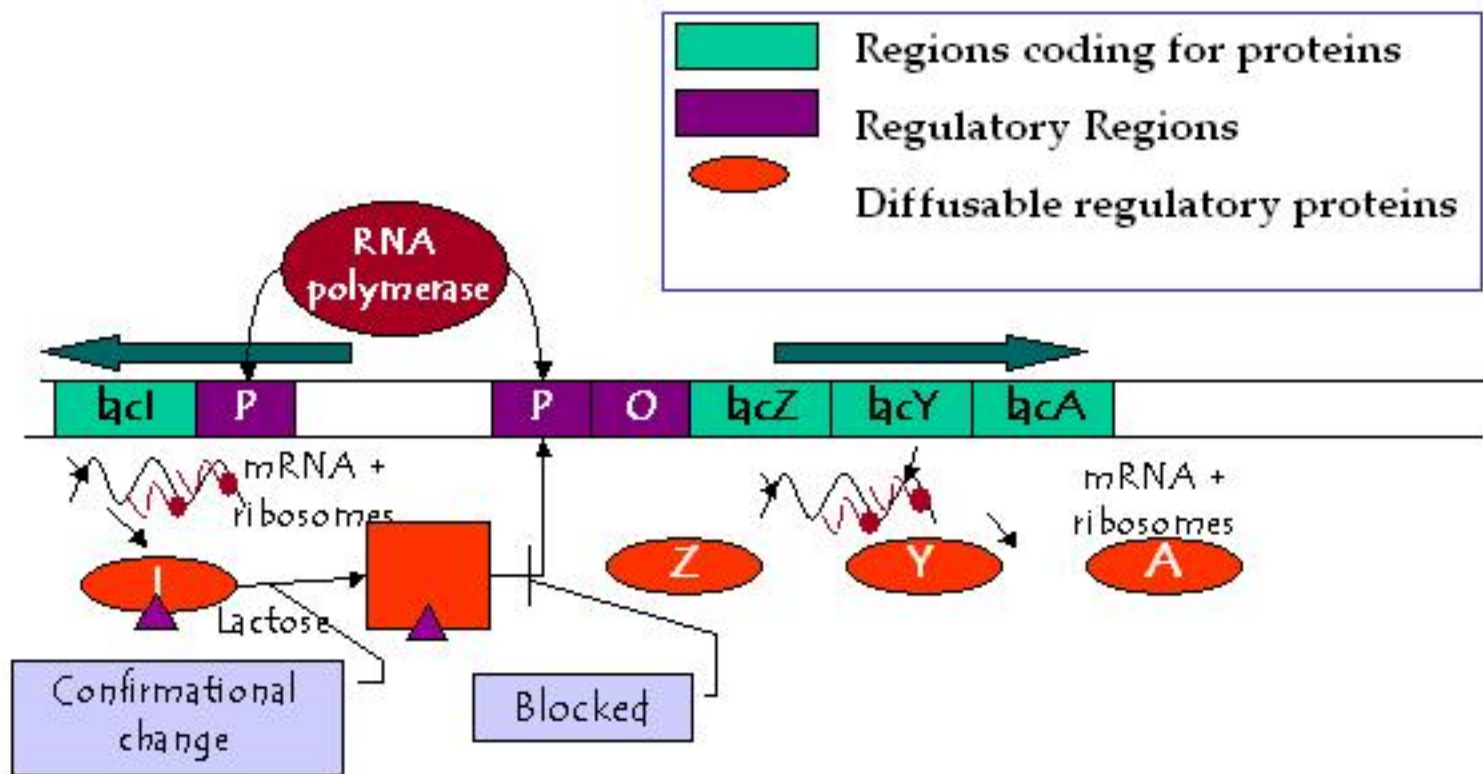 Regions coding for proteins
Regulatory Regions
Diffusable regulatory proteins
RNA
polymerase
lacI P P O lacZ lacY lacA
mRNA +
ribosomes
mRNA +
ribosomes
I Z Y A
Lactose
Confirmational
change
Blocked